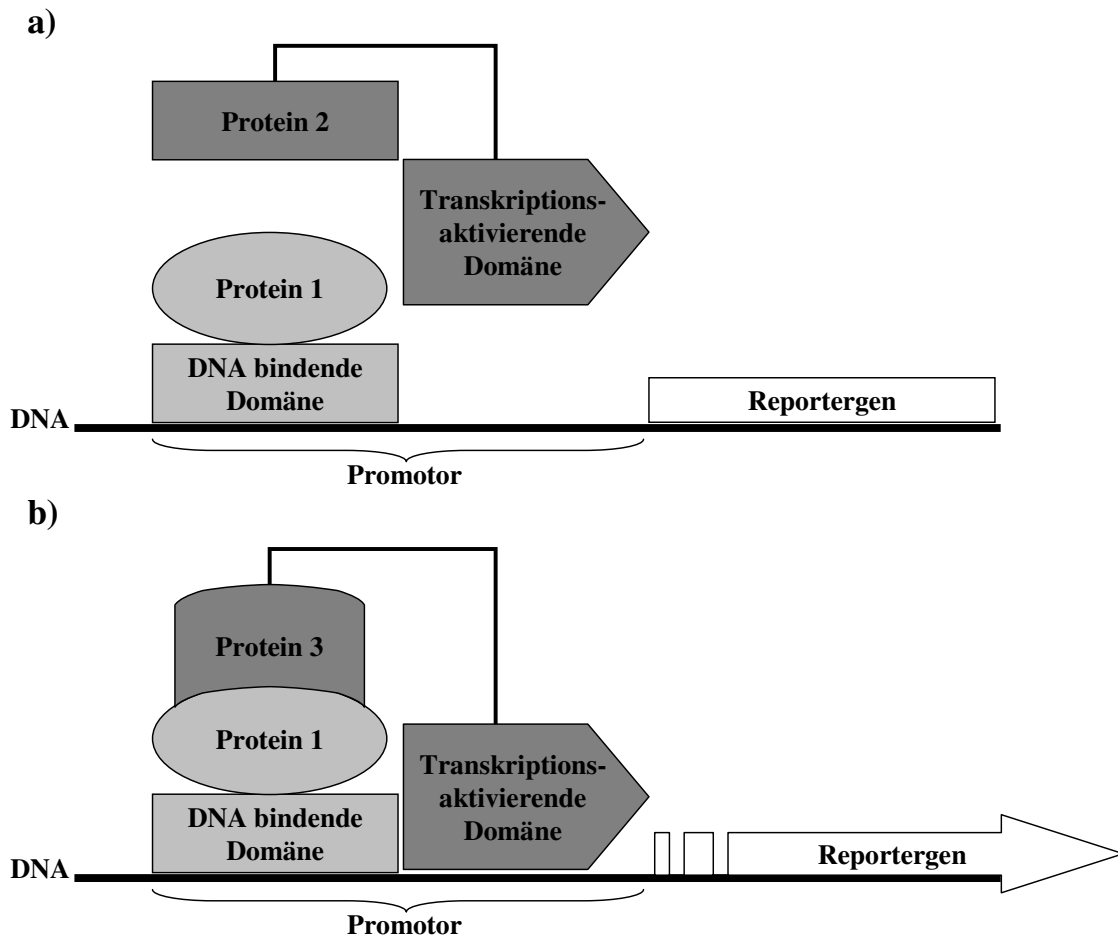 a)
Protein 2
Transkriptions-
aktivierende
Domäne
Protein 1
DNA bindende
Domäne
Reportergen
DNA
Promotor
b)
Protein 3
Protein 1
Transkriptions-
aktivierende
Domäne
DNA bindende
Domäne
Reportergen
DNA
Promotor